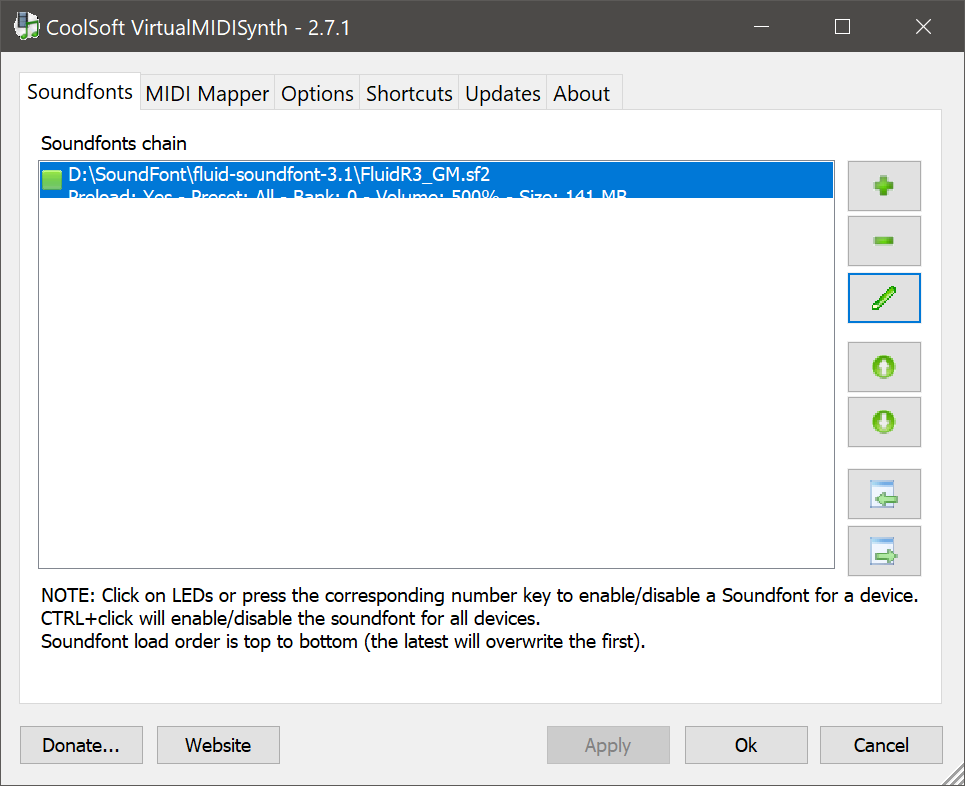 CoolSoft VirtualMIDISynth - 2.7.1
Soundfonts MIDI Mapper Options Shortcuts Updates About
Soundfonts chain
D:\SoundFont\fluid-soundfont-3.1\FluidR3_GM.sf2
Preload: Yes - Preset: All - Bank: 0 - Volume: 500% - Size: 141 MB
NOTE: Click on LEDs or press the corresponding number key to enable/disable a Soundfont for a device.
CTRL+click will enable/disable the soundfont for all devices.
Soundfont load order is top to bottom (the latest will overwrite the first).
Donate... Website Apply Ok Cancel